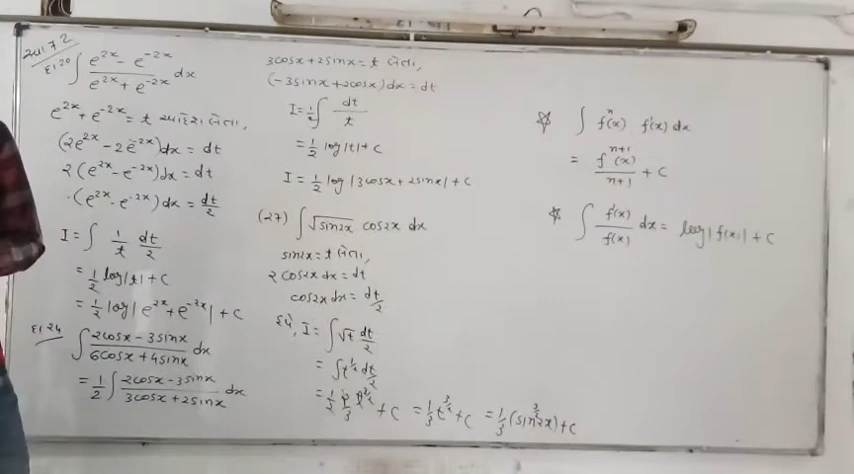 દા.20 ∫ (e^{2x} - e^{-2x})/(e^{2x} + e^{-2x}) dx
e^{2x} + e^{-2x} = t આદેશ લેતા,
(2e^{2x} - 2e^{-2x})dx = dt
2(e^{2x} - e^{-2x})dx = dt
∴(e^{2x} - e^{-2x})dx = dt/2
I = ∫ 1/t dt/2
= 1/2 log|t| + c
= 1/2 log|e^{2x} + e^{-2x}| + c
દા.24 ∫ (2cosx - 3sinx)/(6cosx + 4sinx) dx
= 1/2 ∫ (2cosx - 3sinx)/(3cosx + 2sinx) dx
3cosx + 2sinx = t લેતા,
(-3sinx + 2cosx)dx = dt
I = 1/2 ∫ dt/t
= 1/2 log|t| + c
I = 1/2 log|3cosx + 2sinx| + c
(27) ∫ √sin2x cos2x dx
sin2x = t લેતા,
2cos2x dx = dt
cos2x dx = dt/2
હવે, I = ∫ √t dt/2
= ∫ t^{1/2} dt/2
= 1/2 2/3 t^{3/2} + c = 1/3 t^{3/2} + c = 1/3 (sin2x)^{3/2} + c
☆ ∫ f^n(x) f'(x) dx
= f^{n+1}(x)/(n+1) + c
☆ ∫ f'(x)/f(x) dx = log|f(x)| + c